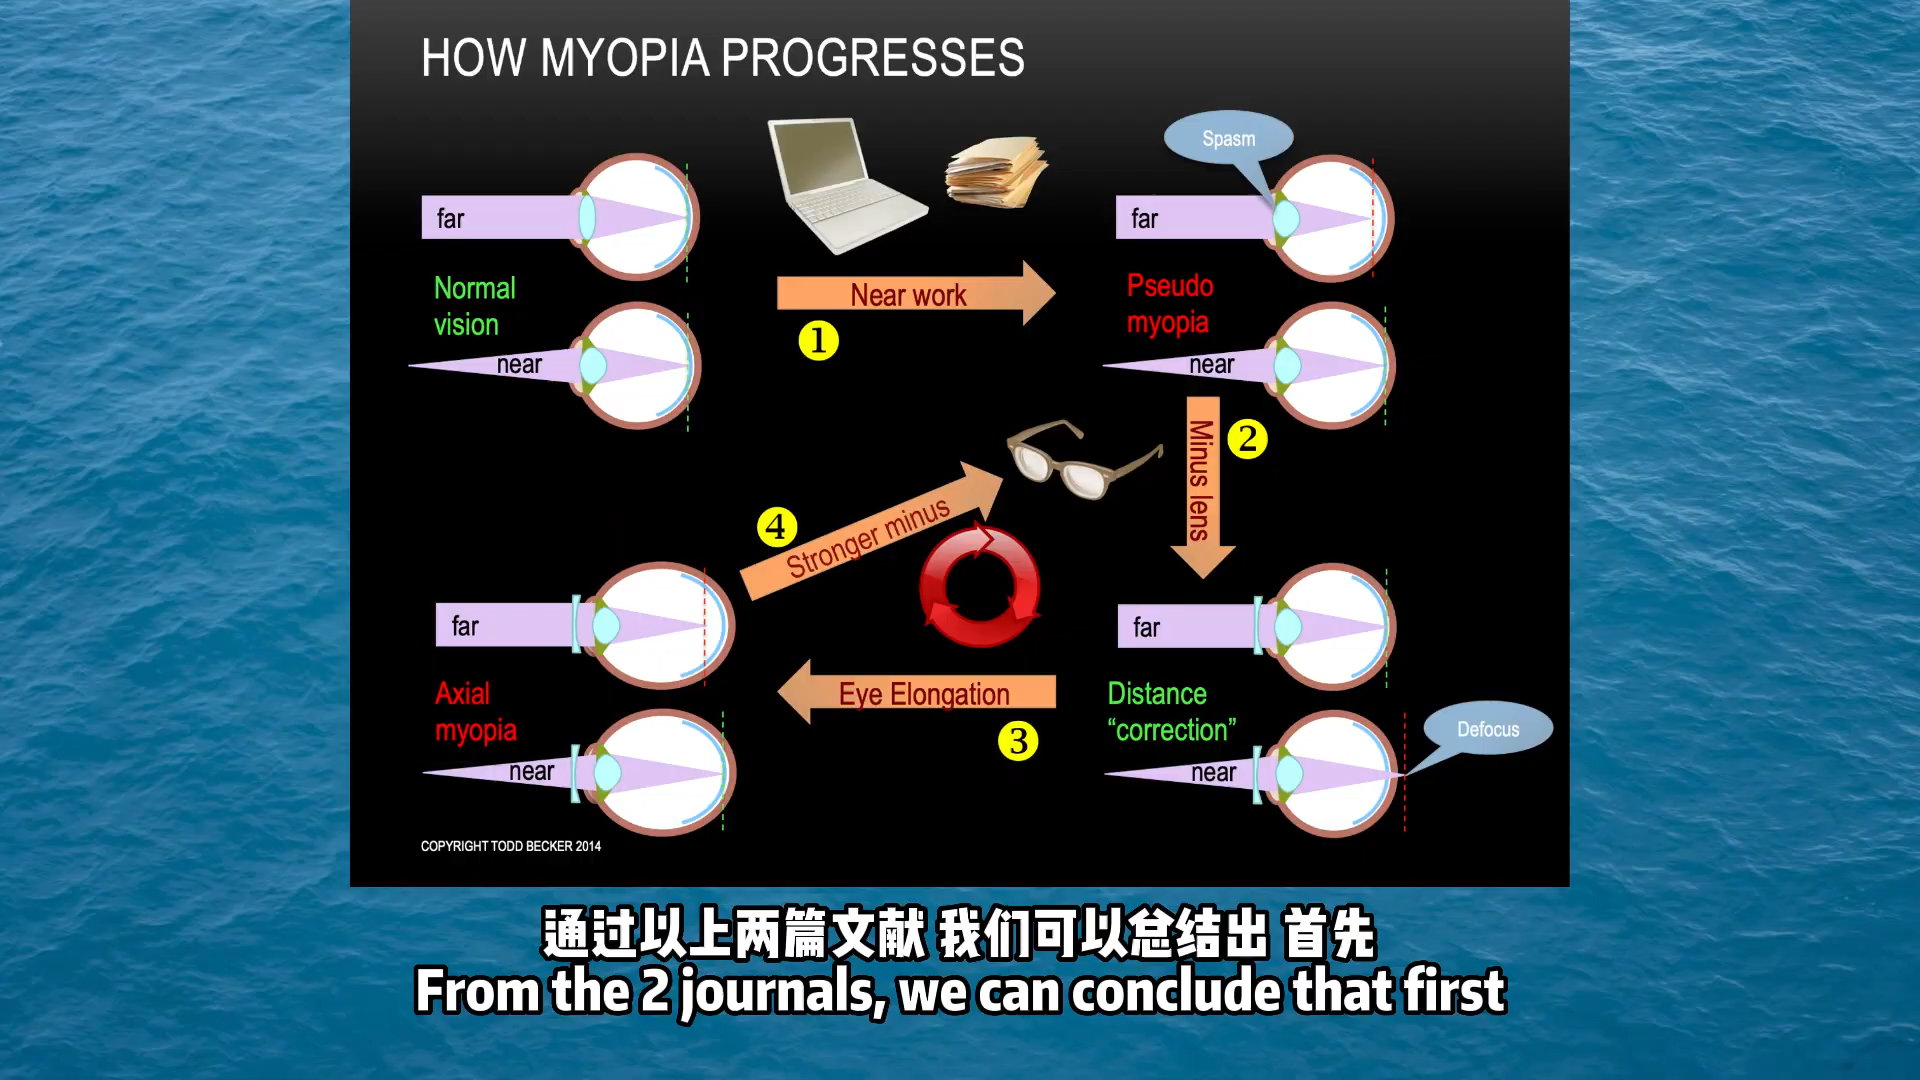 HOW MYOPIA PROGRESSES
Spasm
far
far
Normal
vision
Near work
1
Pseudo
myopia
near
near
Minus lens
2
4
Stronger minus
far
far
Axial
myopia
Eye Elongation
3
Distance
“correction”
Defocus
near
near
COPYRIGHT TODD BECKER 2014
通过以上两篇文献 我们可以总结出 首先
From the 2 journals, we can conclude that first